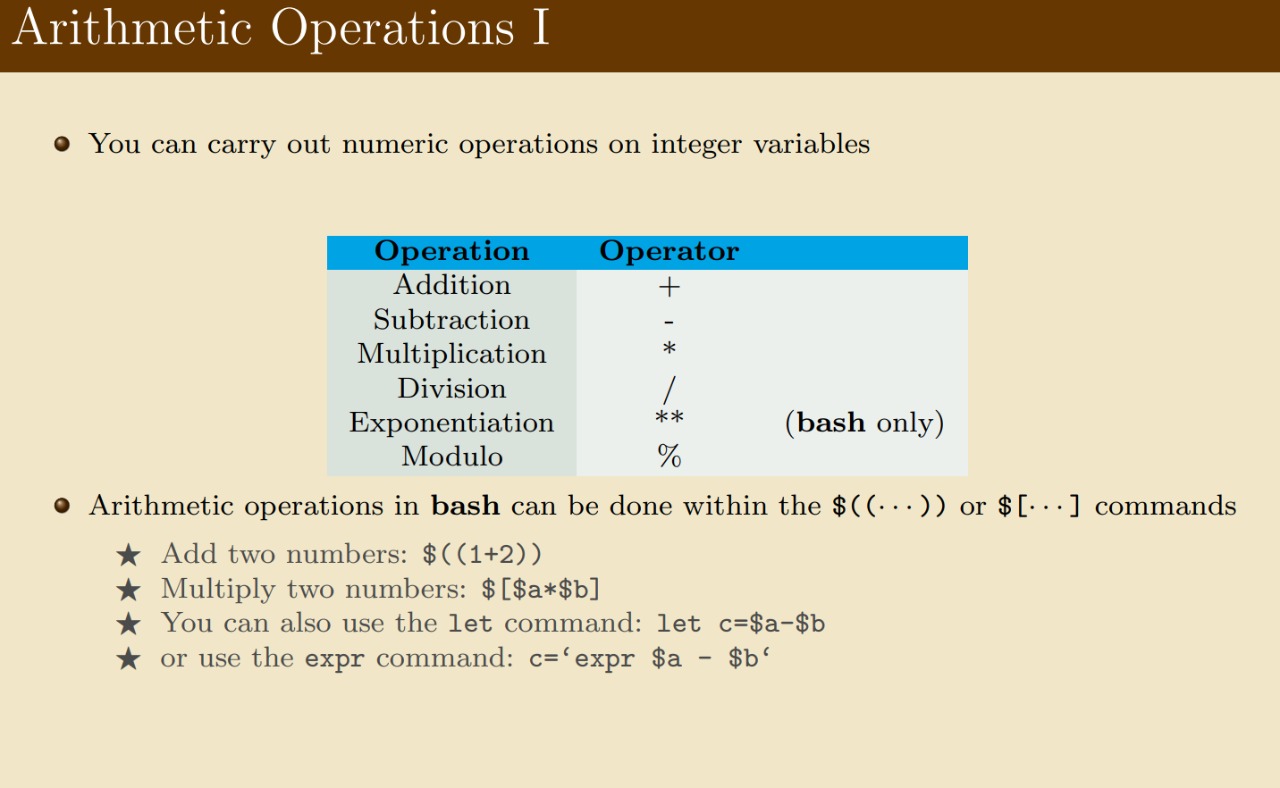 Arithmetic Operations I
You can carry out numeric operations on integer variables
Operation Operator
Addition +
Subtraction -
Multiplication *
Division /
Exponentiation ** (bash only)
Modulo %
Arithmetic operations in bash can be done within the $((···)) or $[···] commands
★ Add two numbers: $((1+2))
★ Multiply two numbers: $[$a*$b]
★ You can also use the let command: let c=$a-$b
★ or use the expr command: c=‘expr $a - $b‘